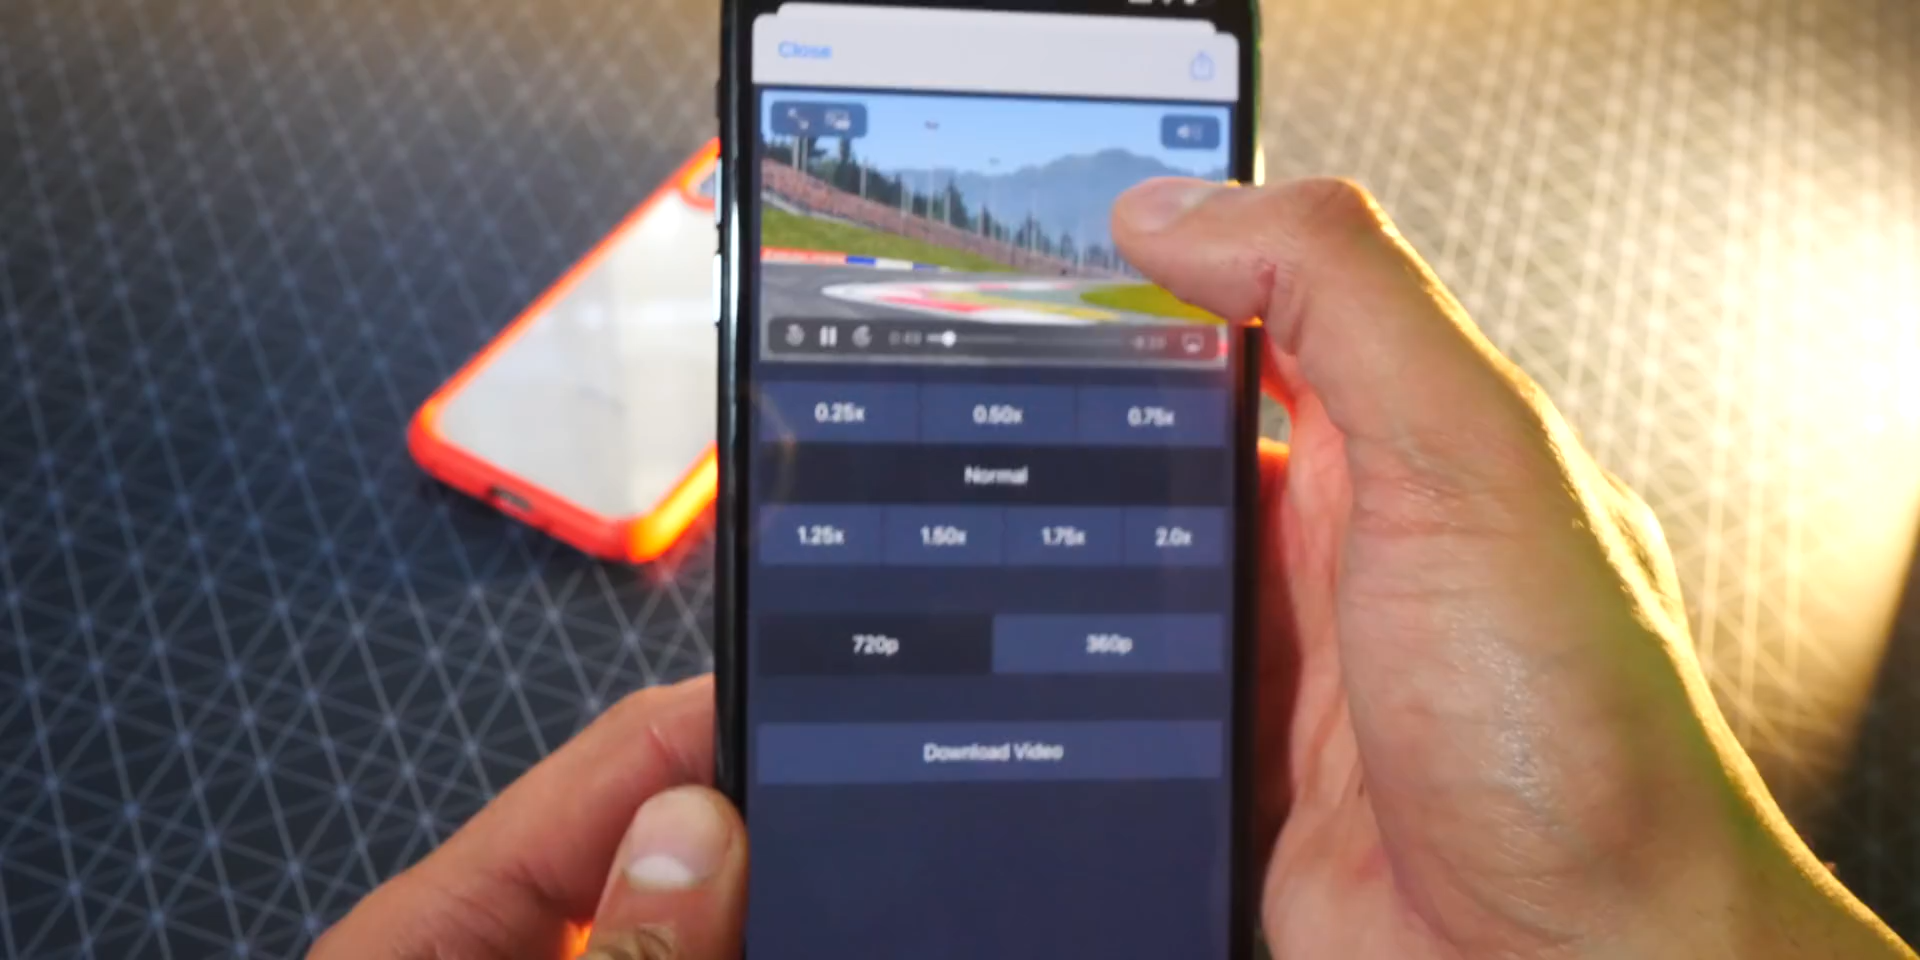 Close
0.25x 0.50x 0.75x
Normal
1.25x 1.50x 1.75x 2.0x
720p 360p
Download Video